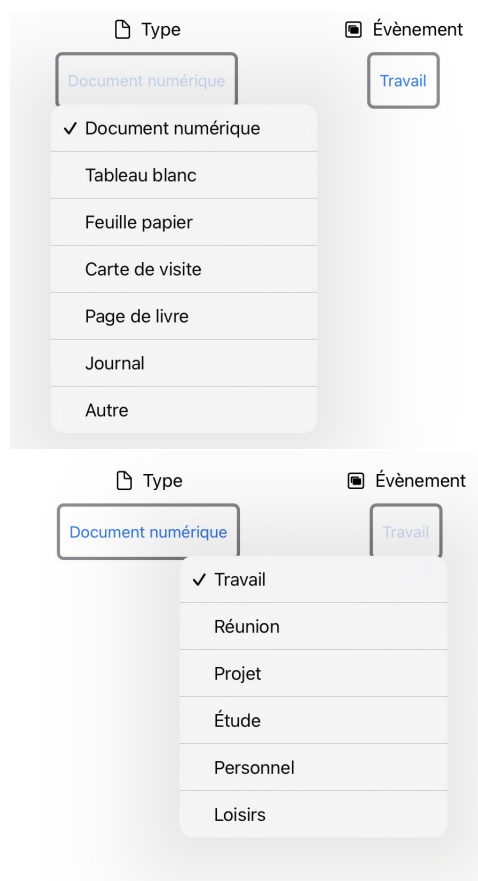 Type
Évènement
Document numérique
Travail
Document numérique
Tableau blanc
Feuille papier
Carte de visite
Page de livre
Journal
Autre
Type
Évènement
Document numérique
Travail
Travail
Réunion
Projet
Étude
Personnel
Loisirs